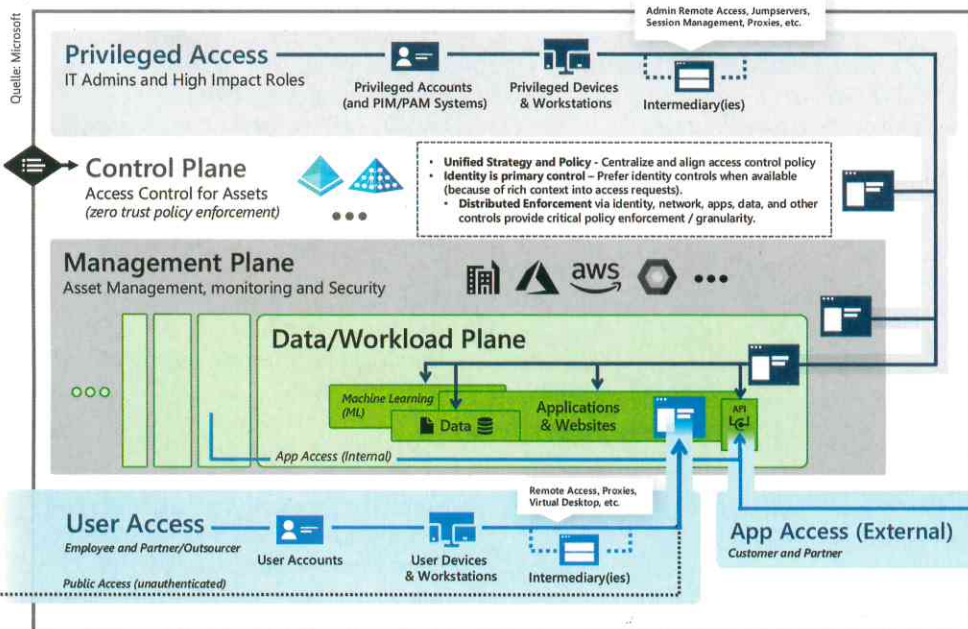 Quelle: Microsoft
Admin Remote Access, Jumpservers,
Session Management, Proxies, etc.
Privileged Access
IT Admins and High Impact Roles
Privileged Accounts
(and PIM/PAM Systems)
Privileged Devices
& Workstations
Intermediary(ies)
Control Plane
Access Control for Assets
(zero trust policy enforcement)
• Unified Strategy and Policy - Centralize and align access control policy
• Identity is primary control – Prefer identity controls when available
(because of rich context into access requests).
• Distributed Enforcement via identity, network, apps, data, and other
controls provide critical policy enforcement / granularity.
Management Plane
Asset Management, monitoring and Security
aws
Data/Workload Plane
Machine Learning
(ML)
Data
Applications
& Websites
API
App Access (Internal)
Remote Access, Proxies,
Virtual Desktop, etc.
User Access
Employee and Partner/Outsourcer
User Accounts
User Devices
& Workstations
Intermediary(ies)
Public Access (unauthenticated)
App Access (External)
Customer and Partner